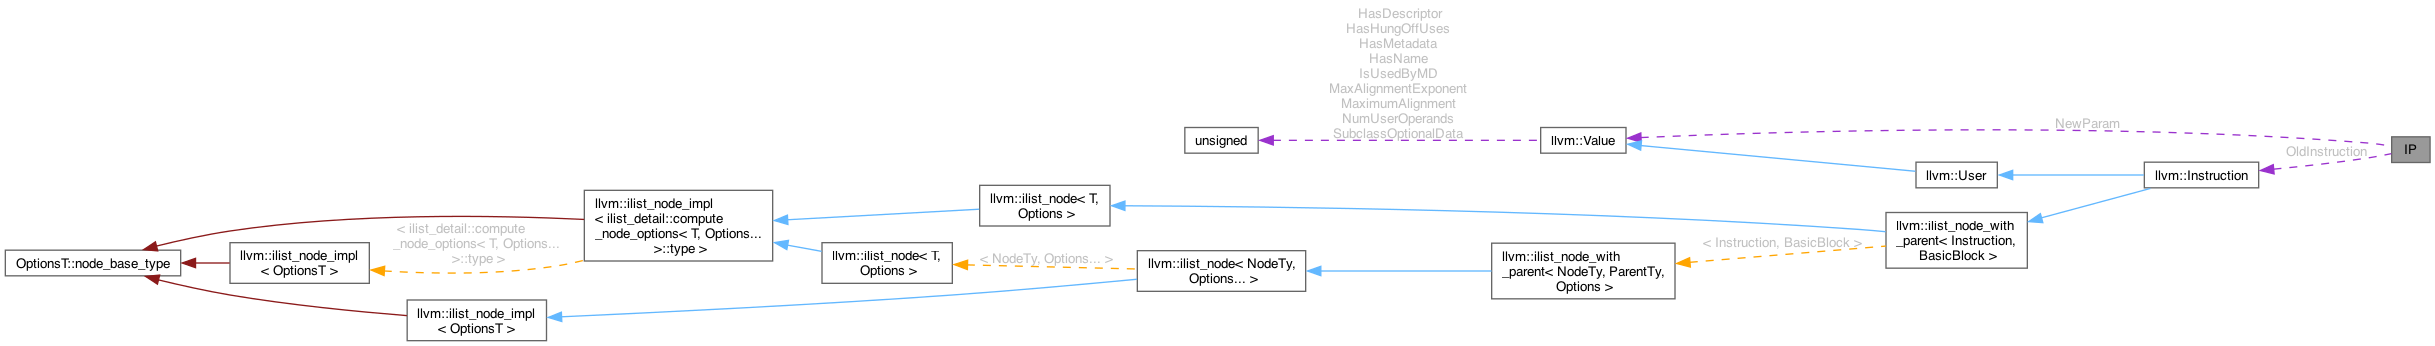 HasDescriptor
HasHungOffUses
HasMetadata
HasName
IsUsedByMD
MaxAlignmentExponent
MaximumAlignment
NumUserOperands
SubclassOptionalData
NewParam
unsigned
llvm::Value
IP
OldInstruction
llvm::User
llvm::Instruction
llvm::ilist_node_impl
< ilist_detail::compute
_node_options< T, Options...
>::type >
llvm::ilist_node< T,
Options >
llvm::ilist_node_with
_parent< Instruction,
BasicBlock >
< ilist_detail::compute
_node_options< T, Options...
>::type >
OptionsT::node_base_type
llvm::ilist_node_impl
< OptionsT >
llvm::ilist_node< T,
Options >
< NodeTy, Options... >
llvm::ilist_node< NodeTy,
Options... >
llvm::ilist_node_with
_parent< NodeTy, ParentTy,
Options >
< Instruction, BasicBlock >
llvm::ilist_node_impl
< OptionsT >